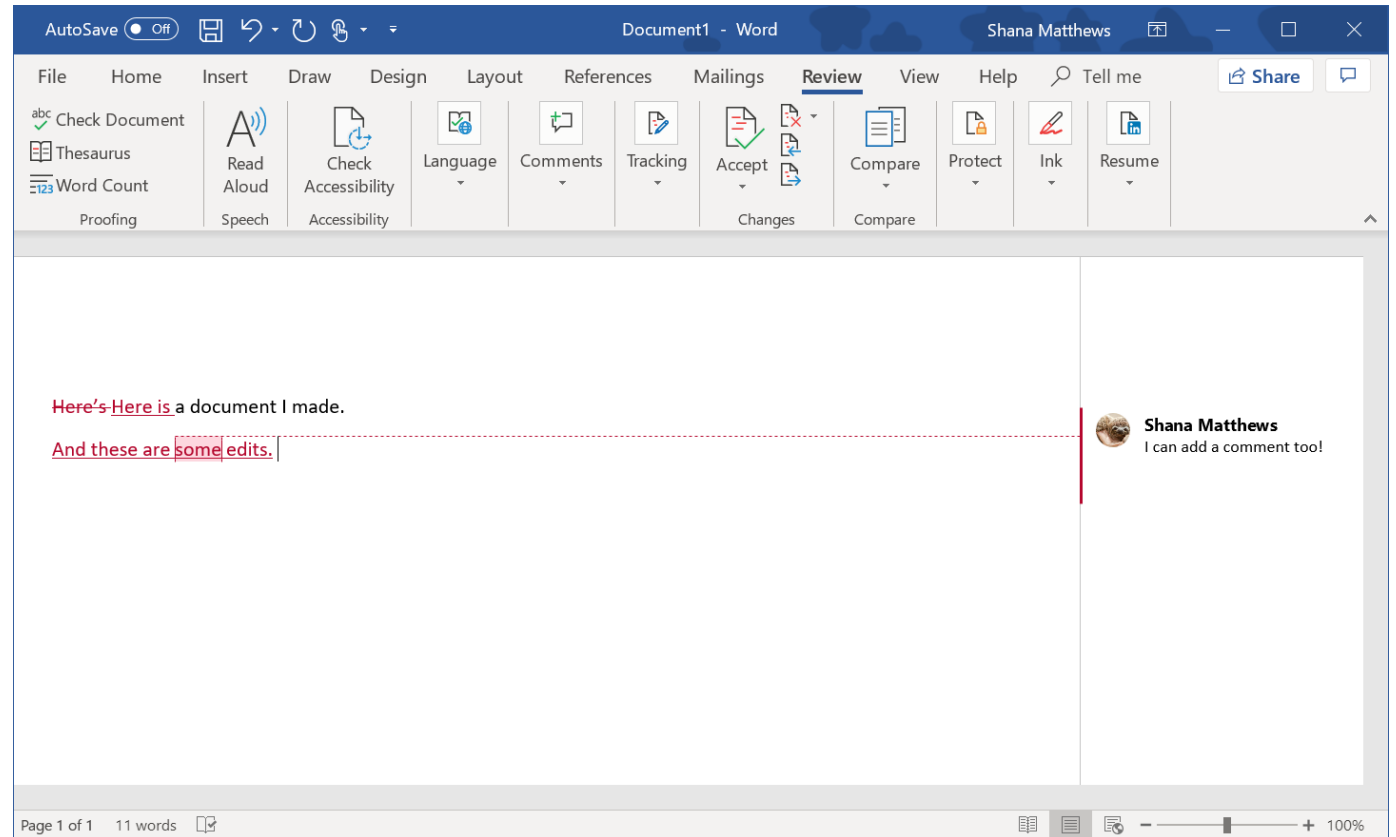 AutoSave Off Document1 - Word Shana Matthews
File Home Insert Draw Design Layout References Mailings Review View Help Tell me Share
abc Check Document
Thesaurus
123 Word Count
Proofing
Read Aloud
Speech
Check Accessibility
Accessibility
Language
Comments
Tracking
Accept
Changes
Compare
Compare
Protect
Ink
Resume
Here’s Here is a document I made.
And these are some edits.
Shana Matthews
I can add a comment too!
Page 1 of 1 11 words 100%